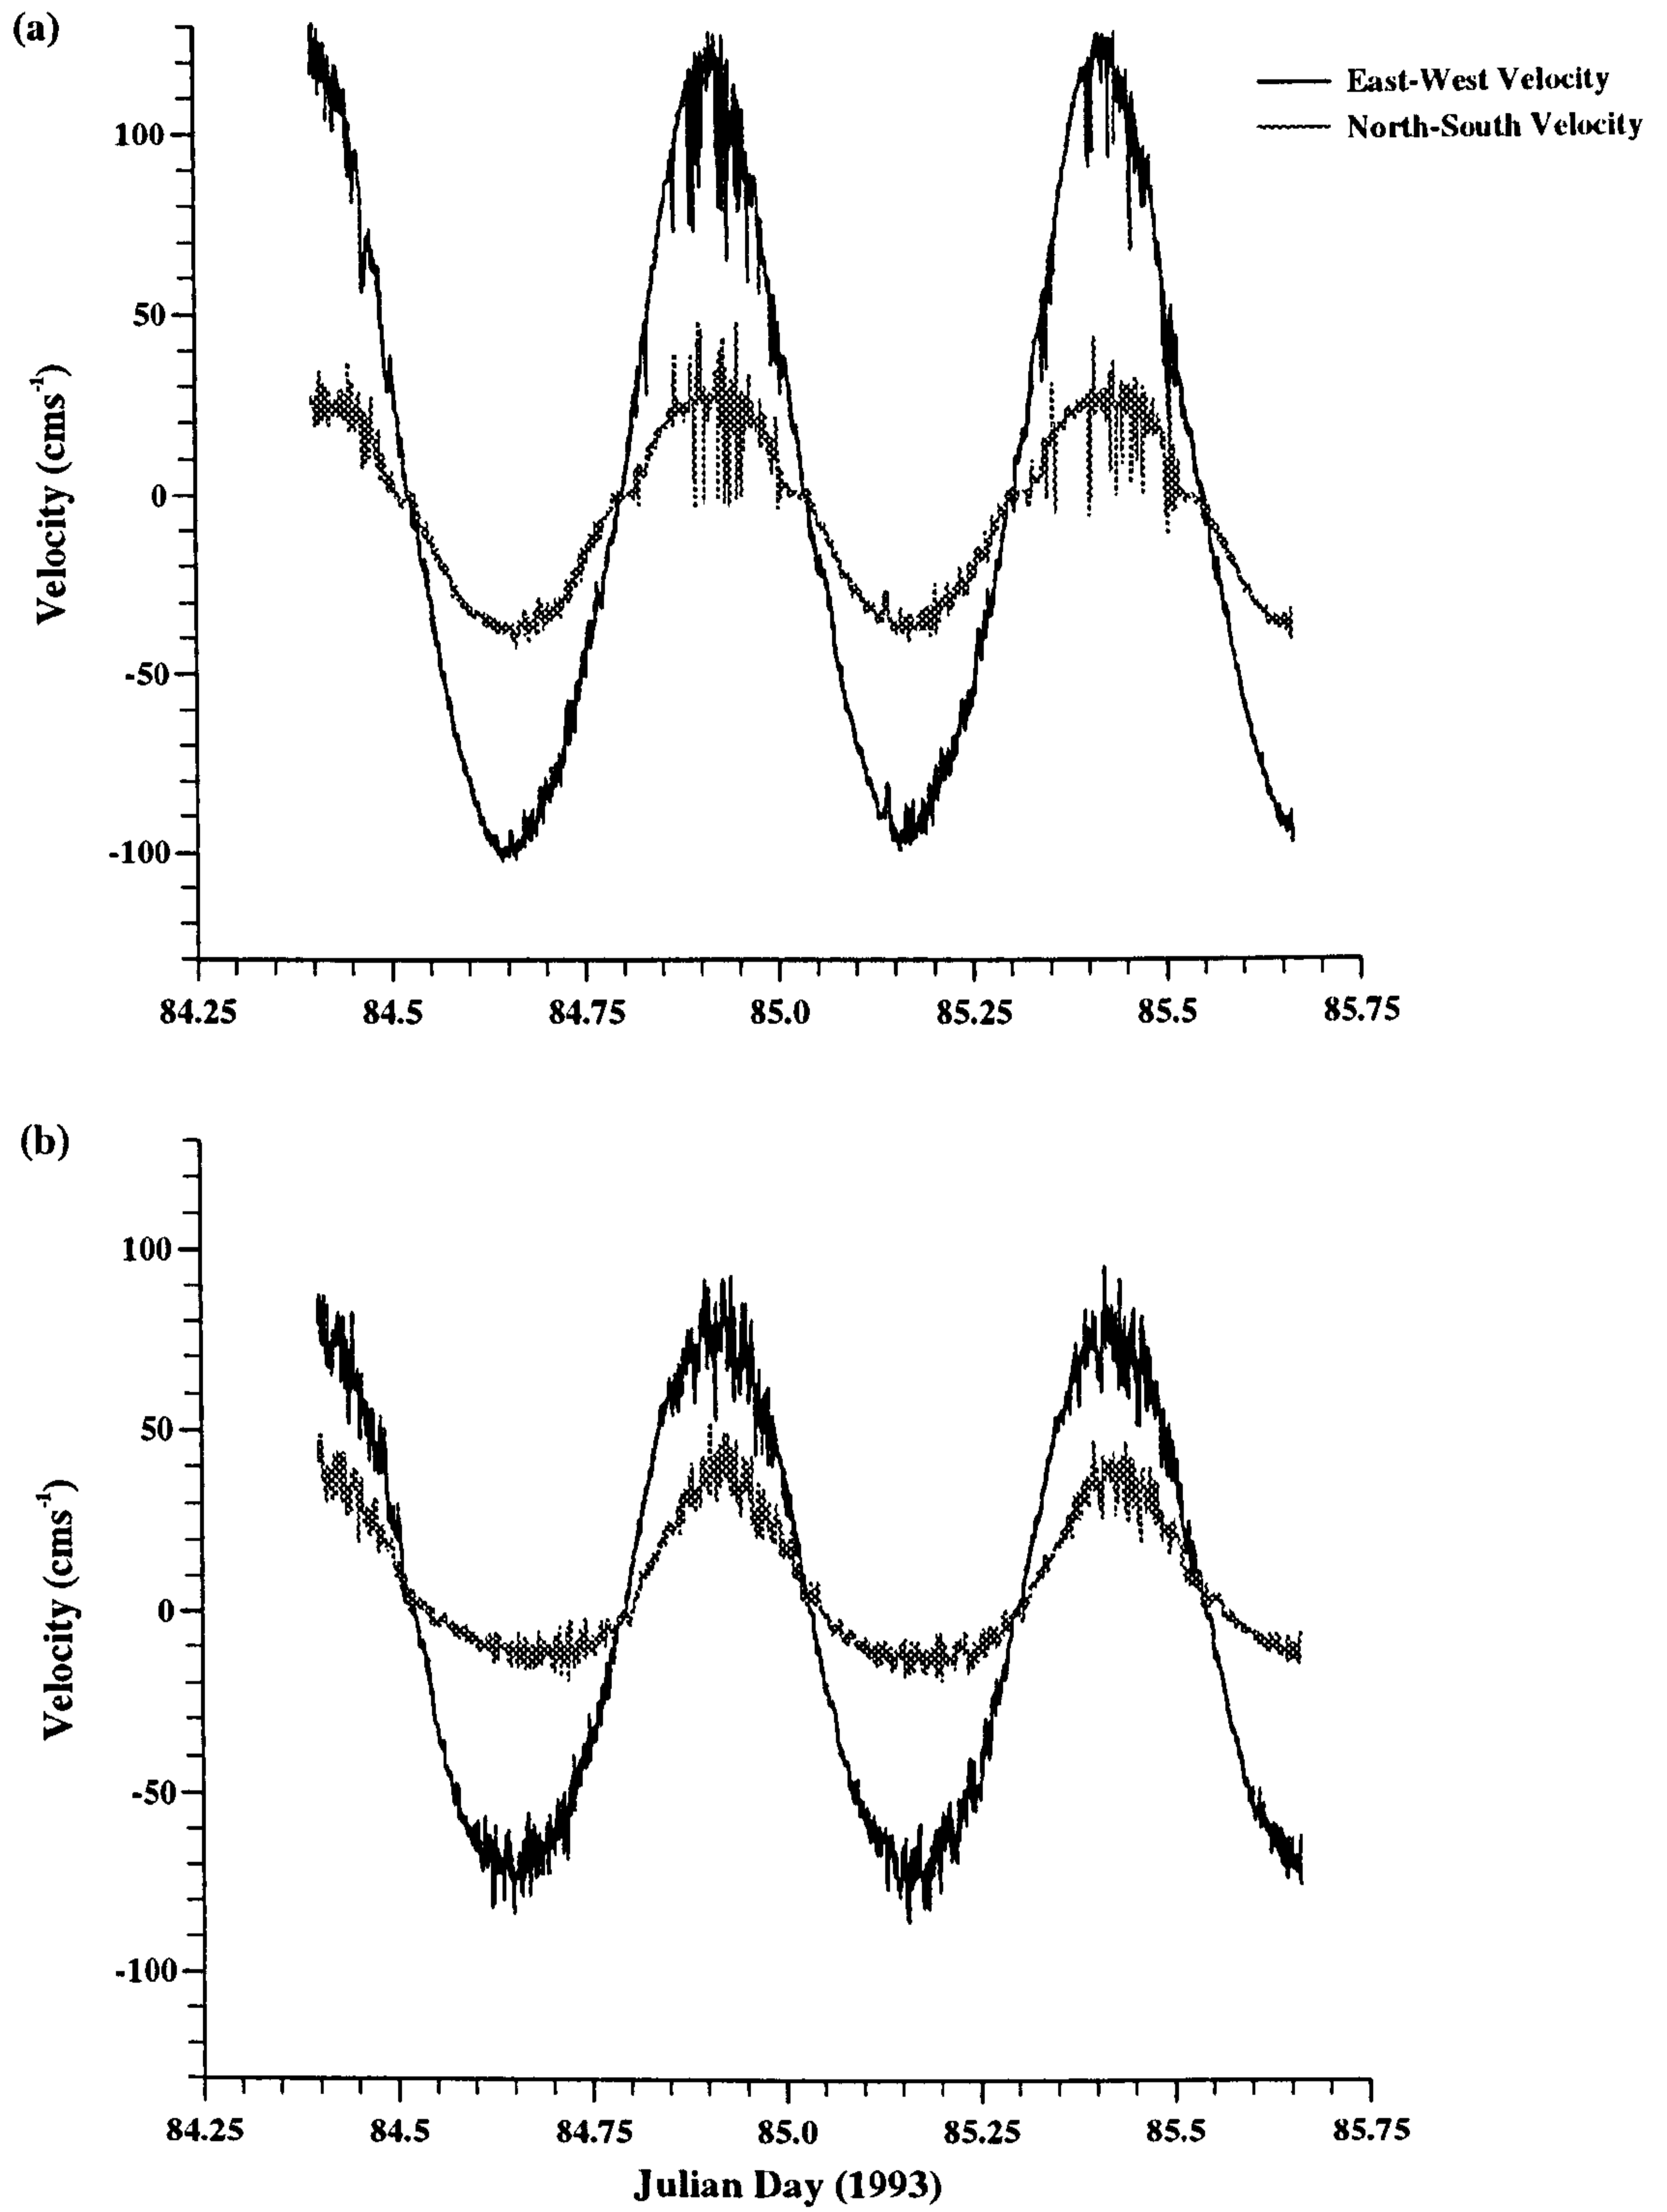 (a)
East-West Velocity
North-South Velocity
100
50
0
-50
-100
Velocity (cms⁻¹)
84.25 84.5 84.75 85.0 85.25 85.5 85.75
(b)
100
50
0
-50
-100
Velocity (cms⁻¹)
84.25 84.5 84.75 85.0 85.25 85.5 85.75
Julian Day (1993)